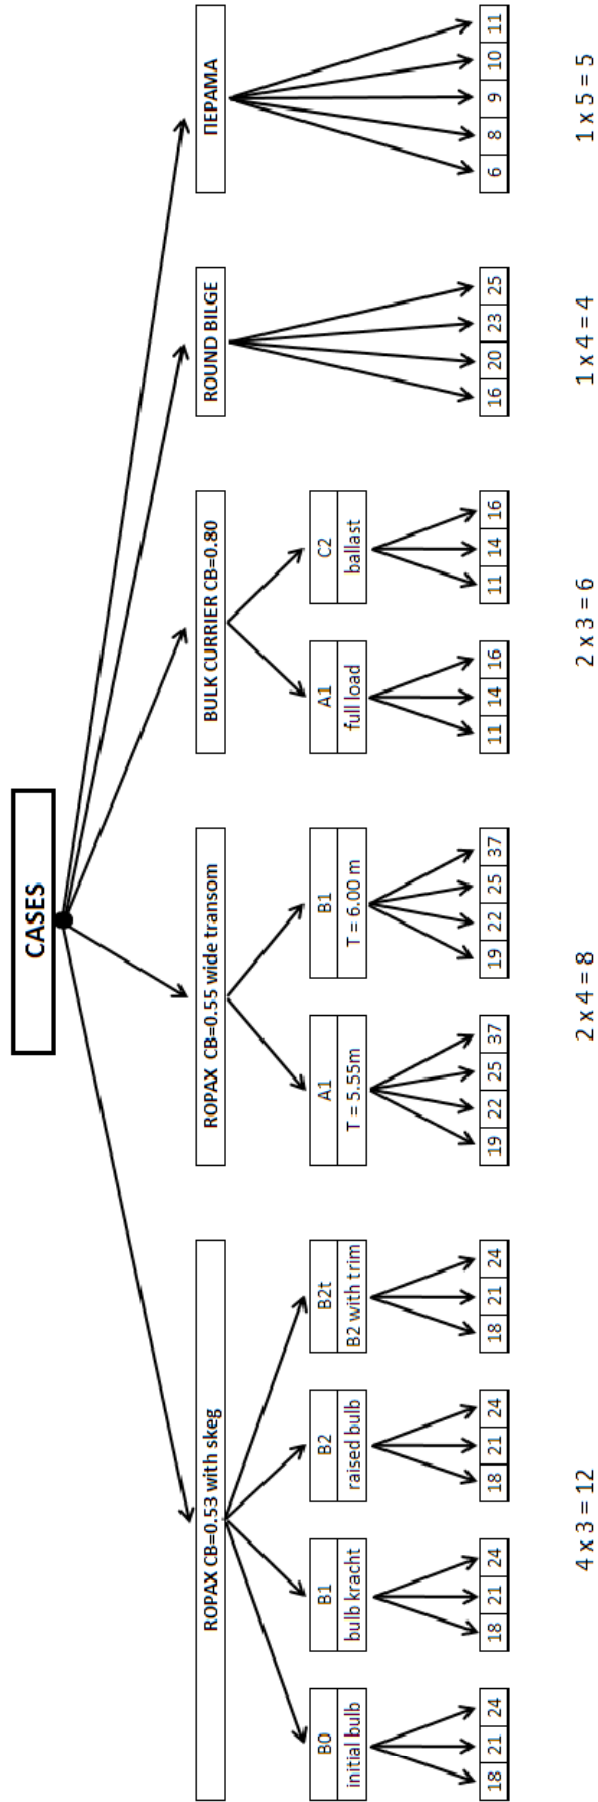 CASES
ROPAX CB=0.53 with skeg
ROPAX CB=0.55 wide transom
BULK CURRIER CB=0.80
ROUND BILGE
ΠΕΡΑΜΑ
B0
initial bulb
B1
bulb kracht
B2
raised bulb
B2t
B2 with trim
A1
T = 5.55m
B1
T = 6.00 m
A1
full load
C2
ballast
18 21 24
18 21 24
18 21 24
18 21 24
19 22 25 37
19 22 25 37
11 14 16
11 14 16
16 20 23 25
6 8 9 10 11
4 x 3 = 12
2 x 4 = 8
2 x 3 = 6
1 x 4 = 4
1 x 5 = 5